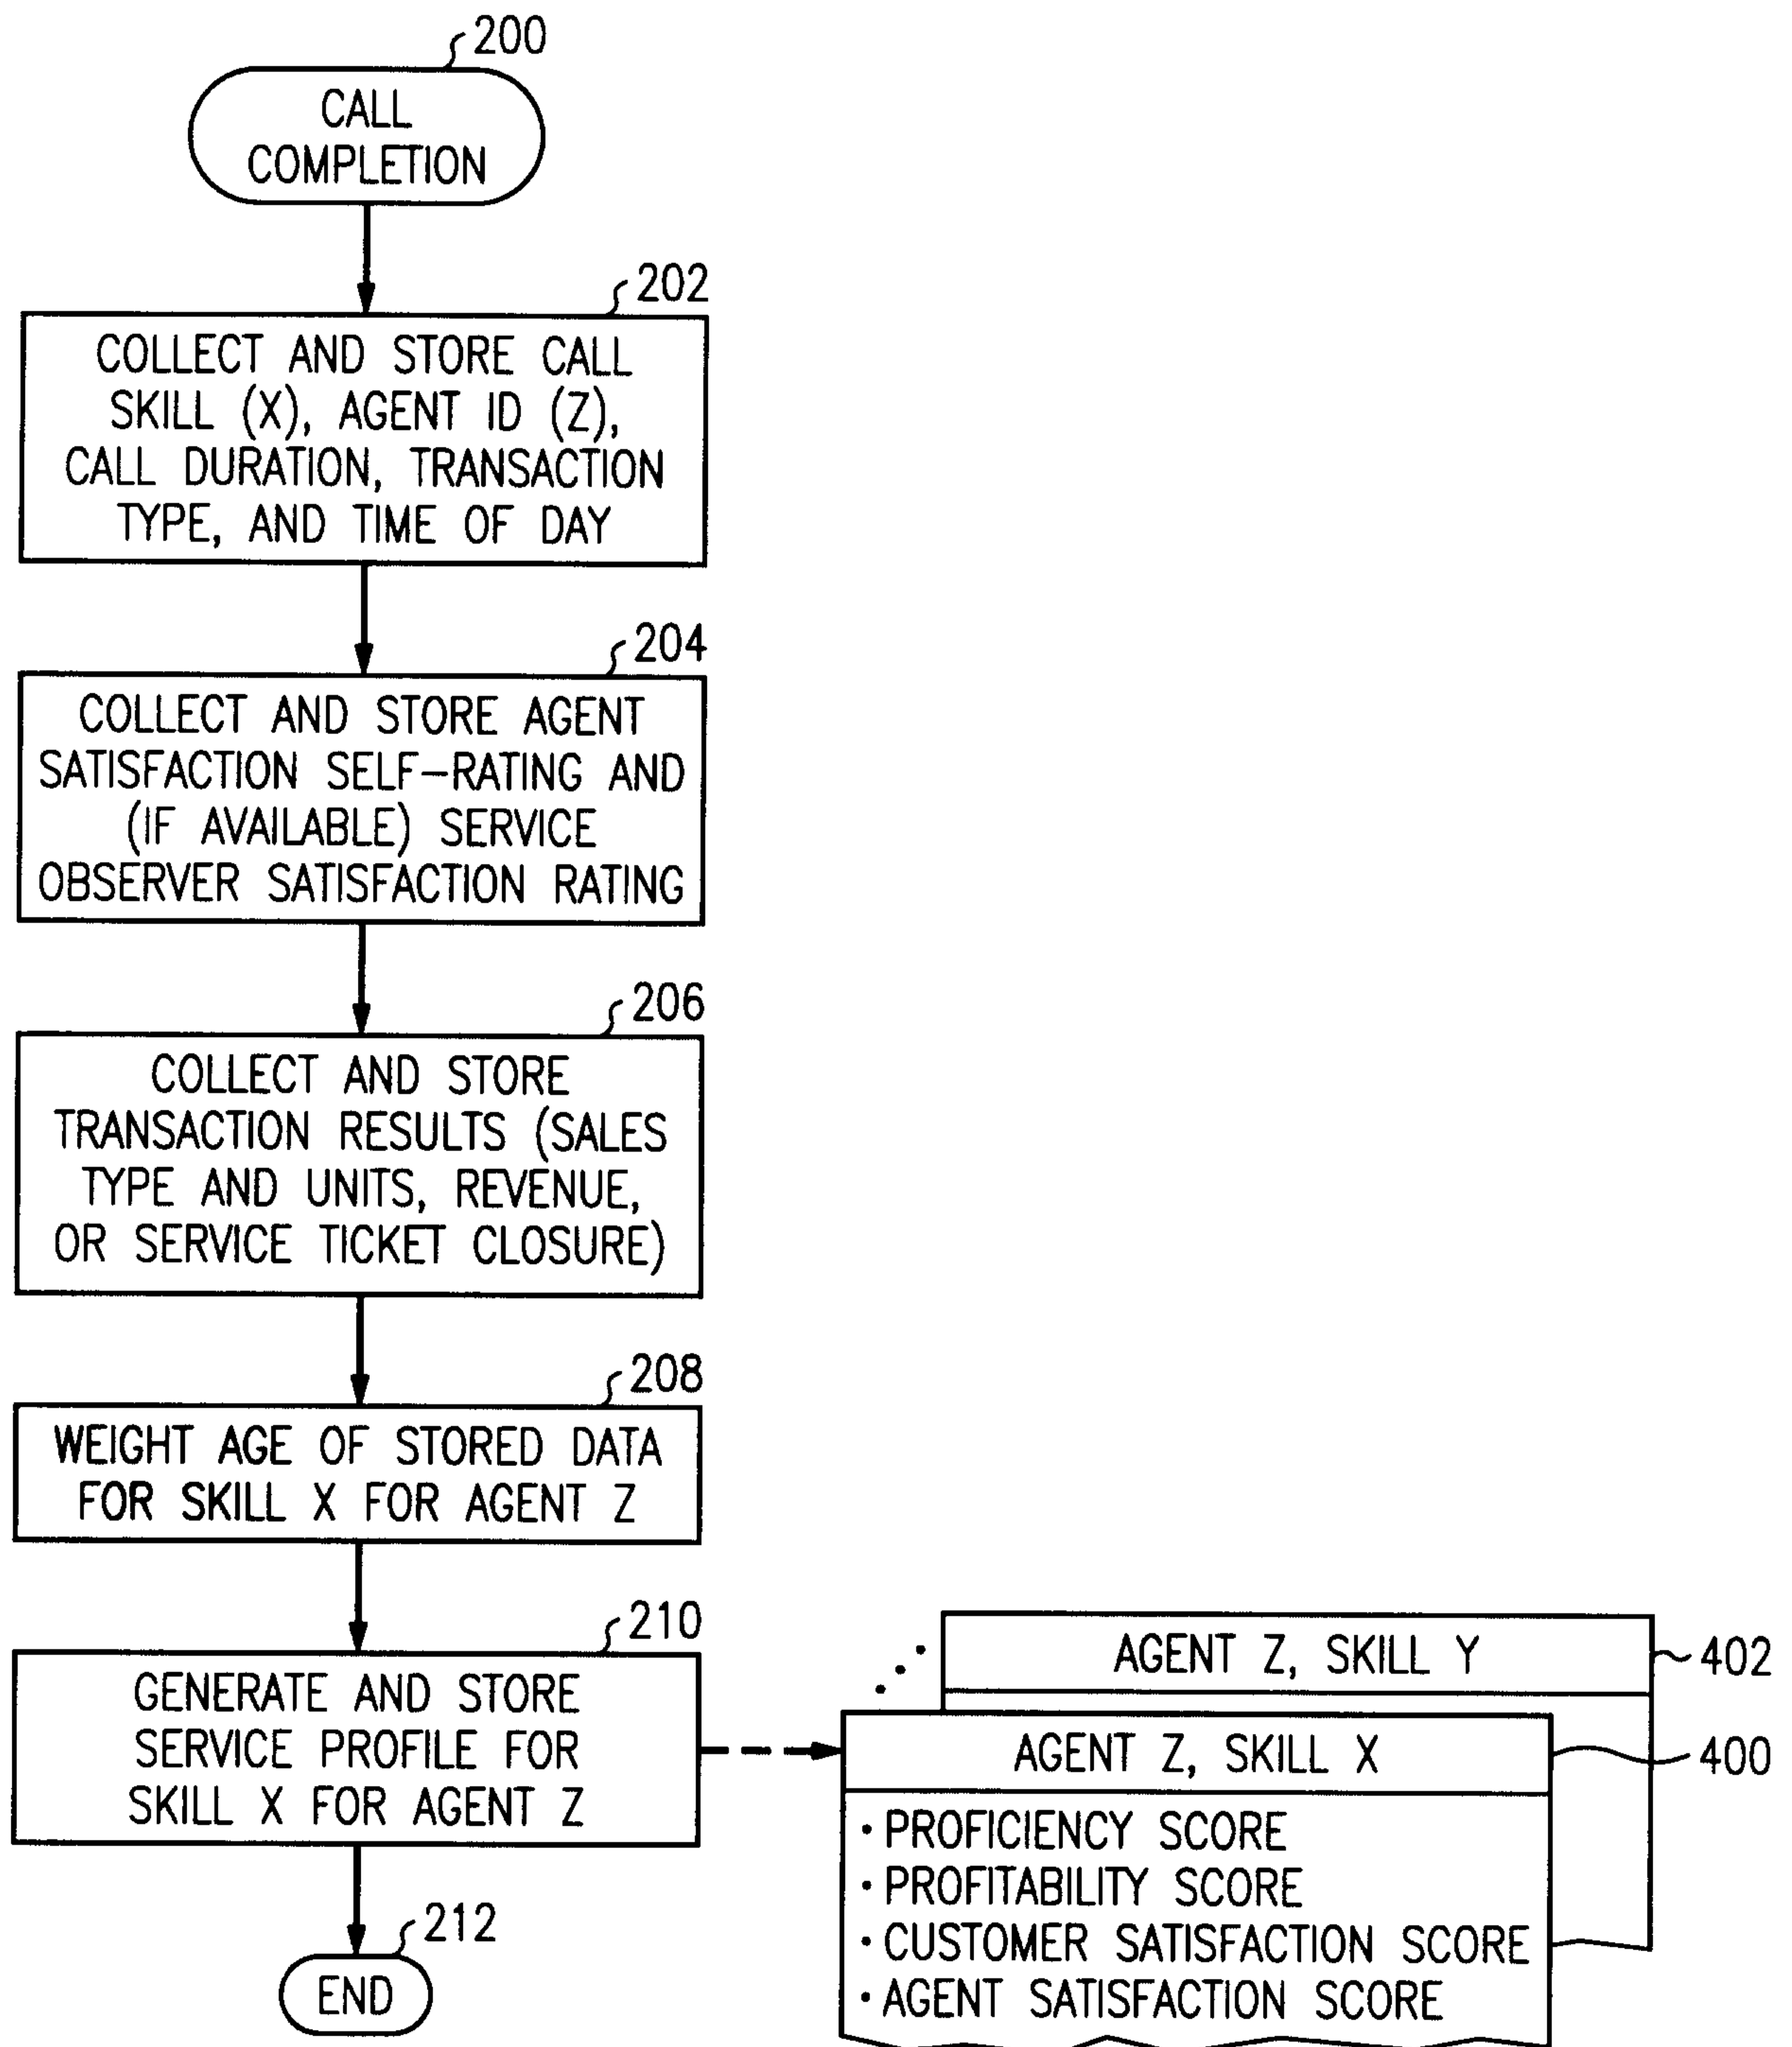 200
CALL
COMPLETION
202
COLLECT AND STORE CALL
SKILL (X), AGENT ID (Z),
CALL DURATION, TRANSACTION
TYPE, AND TIME OF DAY
204
COLLECT AND STORE AGENT
SATISFACTION SELF-RATING AND
(IF AVAILABLE) SERVICE
OBSERVER SATISFACTION RATING
206
COLLECT AND STORE
TRANSACTION RESULTS (SALES
TYPE AND UNITS, REVENUE,
OR SERVICE TICKET CLOSURE)
208
WEIGHT AGE OF STORED DATA
FOR SKILL X FOR AGENT Z
210
GENERATE AND STORE
SERVICE PROFILE FOR
SKILL X FOR AGENT Z
212
END
AGENT Z, SKILL Y
402
AGENT Z, SKILL X
400
· PROFICIENCY SCORE
· PROFITABILITY SCORE
· CUSTOMER SATISFACTION SCORE
· AGENT SATISFACTION SCORE